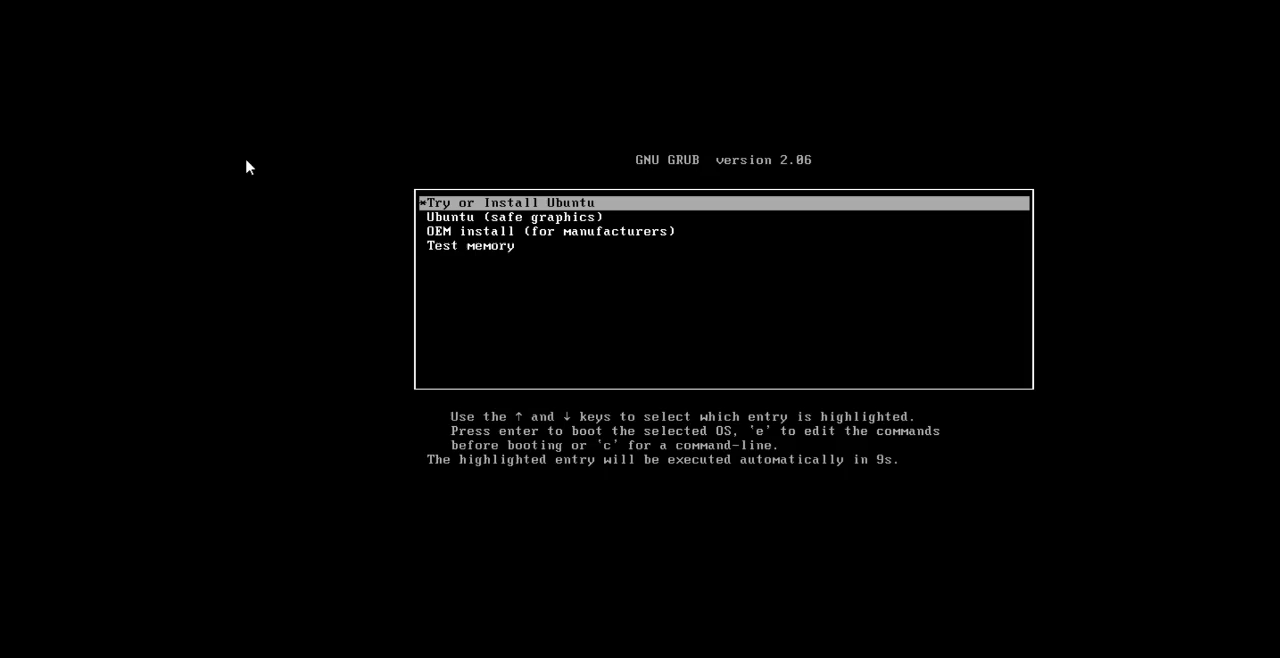 GNU GRUB  version 2.06
*Try or Install Ubuntu
Ubuntu (safe graphics)
OEM install (for manufacturers)
Test memory
Use the ↑ and ↓ keys to select which entry is highlighted.
Press enter to boot the selected OS, `e' to edit the commands
before booting or `c' for a command-line.
The highlighted entry will be executed automatically in 9s.